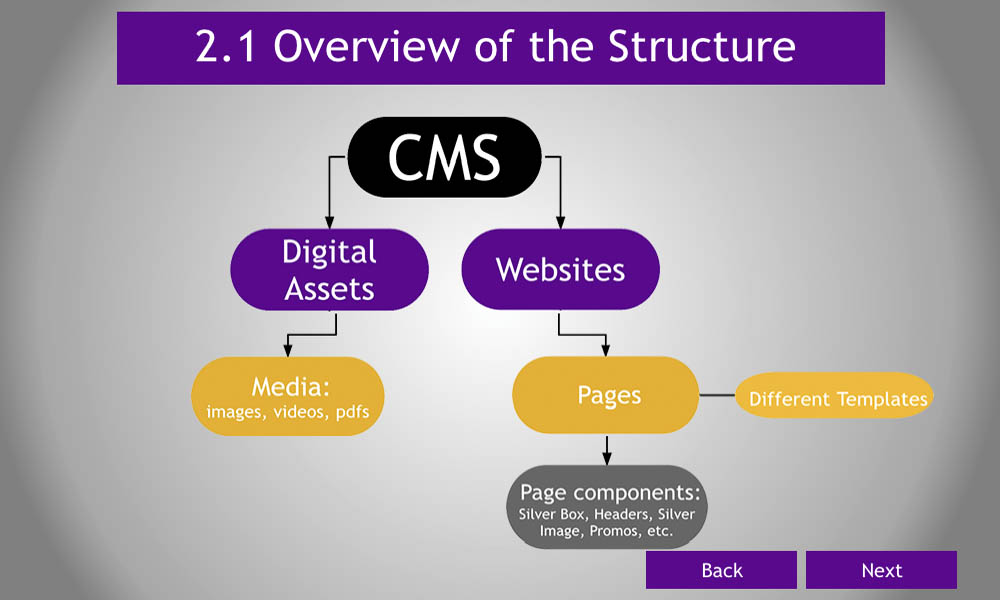 2.1 Overview of the Structure
CMS
Digital
Assets
Websites
Media:
images, videos, pdfs
Pages
Different Templates
Page components:
Silver Box, Headers, Silver
Image, Promos, etc.
Back
Next